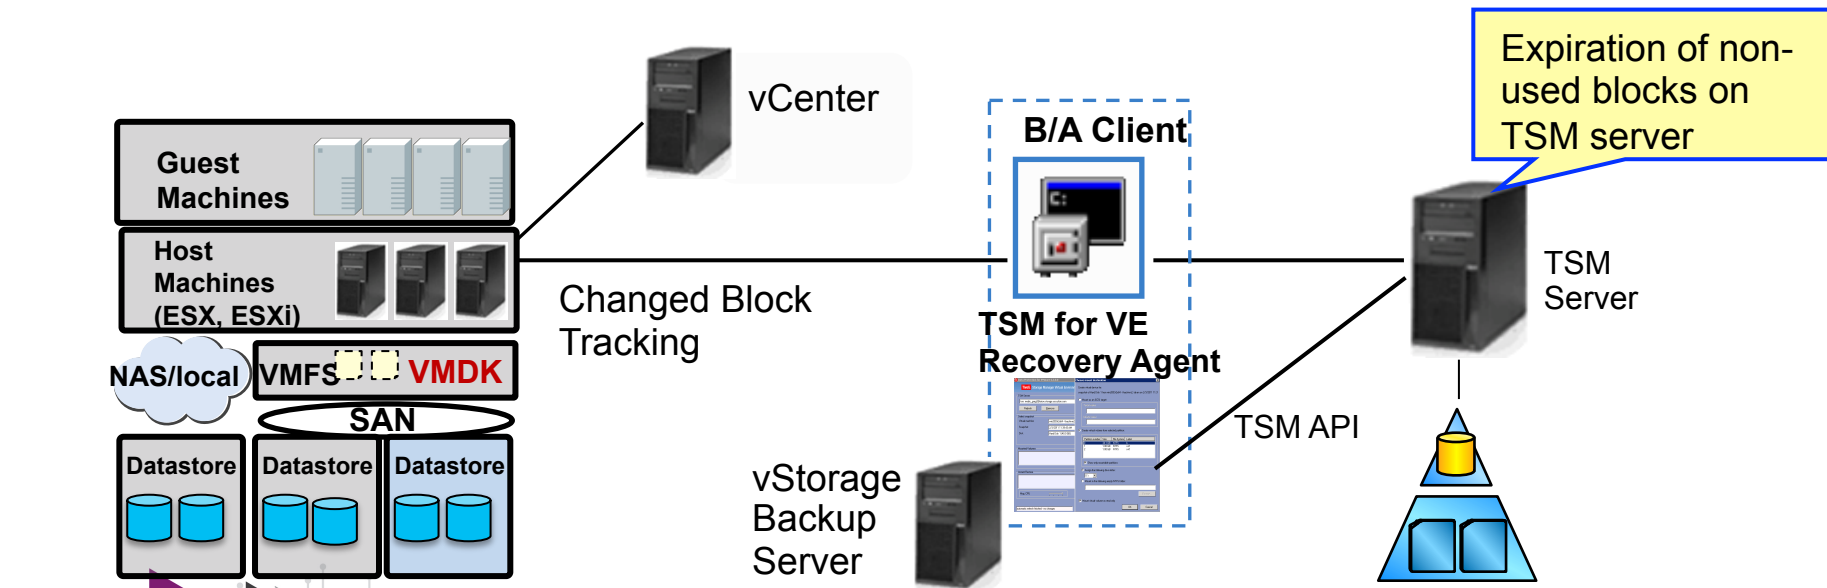 Expiration of non-
used blocks on
TSM server
vCenter
B/A Client
Guest
Machines
Host
Machines
(ESX, ESXi)
Changed Block
Tracking
TSM
Server
TSM for VE
Recovery Agent
NAS/local
VMFS
VMDK
SAN
TSM API
Datastore
Datastore
Datastore
vStorage
Backup
Server
C: